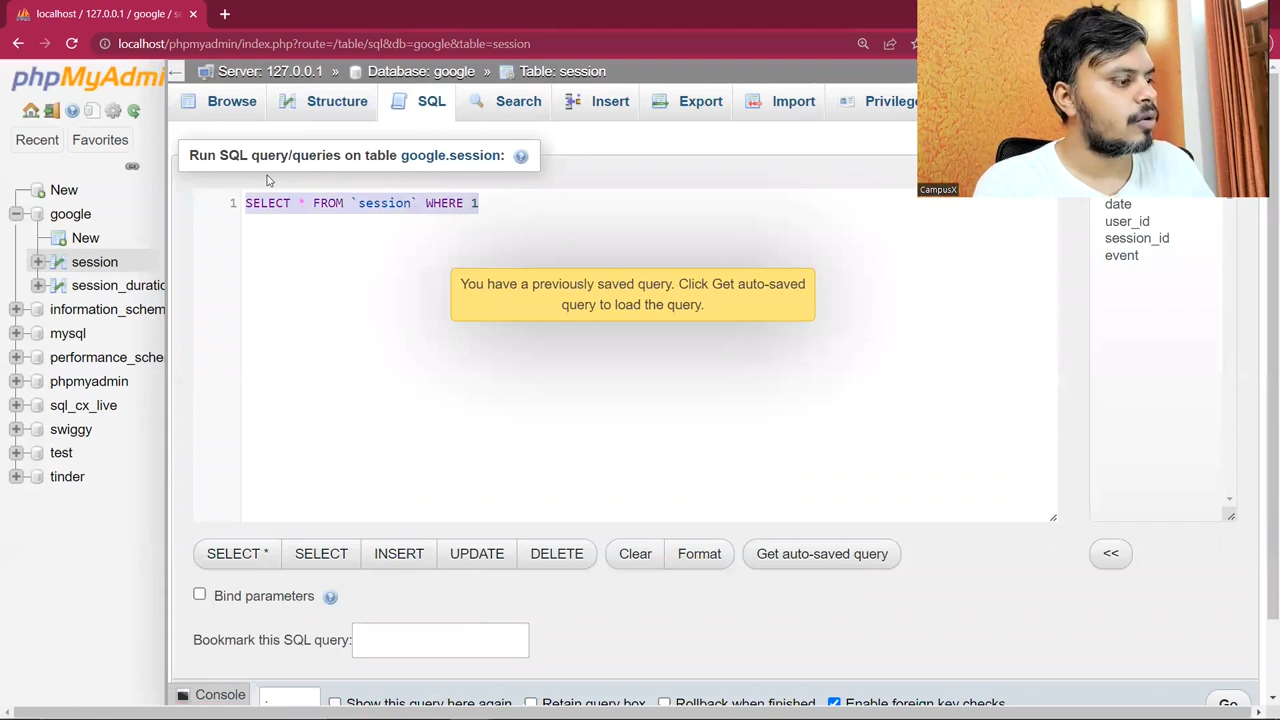 localhost / 127.0.0.1 / google / s
localhost/phpmyadmin/index.php?route=/table/sql&db=google&table=session
phpMyAdmi
Server: 127.0.0.1 » Database: google » Table: session
Browse Structure SQL Search Insert Export Import Privileg
Recent Favorites
Run SQL query/queries on table google.session:
CampusX
New
google
New
session
session_duratio
information_schem
mysql
performance_sche
phpmyadmin
sql_cx_live
swiggy
test
tinder
1 SELECT * FROM `session` WHERE 1
You have a previously saved query. Click Get auto-saved
query to load the query.
date
user_id
session_id
event
SELECT * SELECT INSERT UPDATE DELETE Clear Format Get auto-saved query <<
Bind parameters
Bookmark this SQL query:
Console
Show this query here again Retain query box Rollback when finished Enable foreign key checks Go